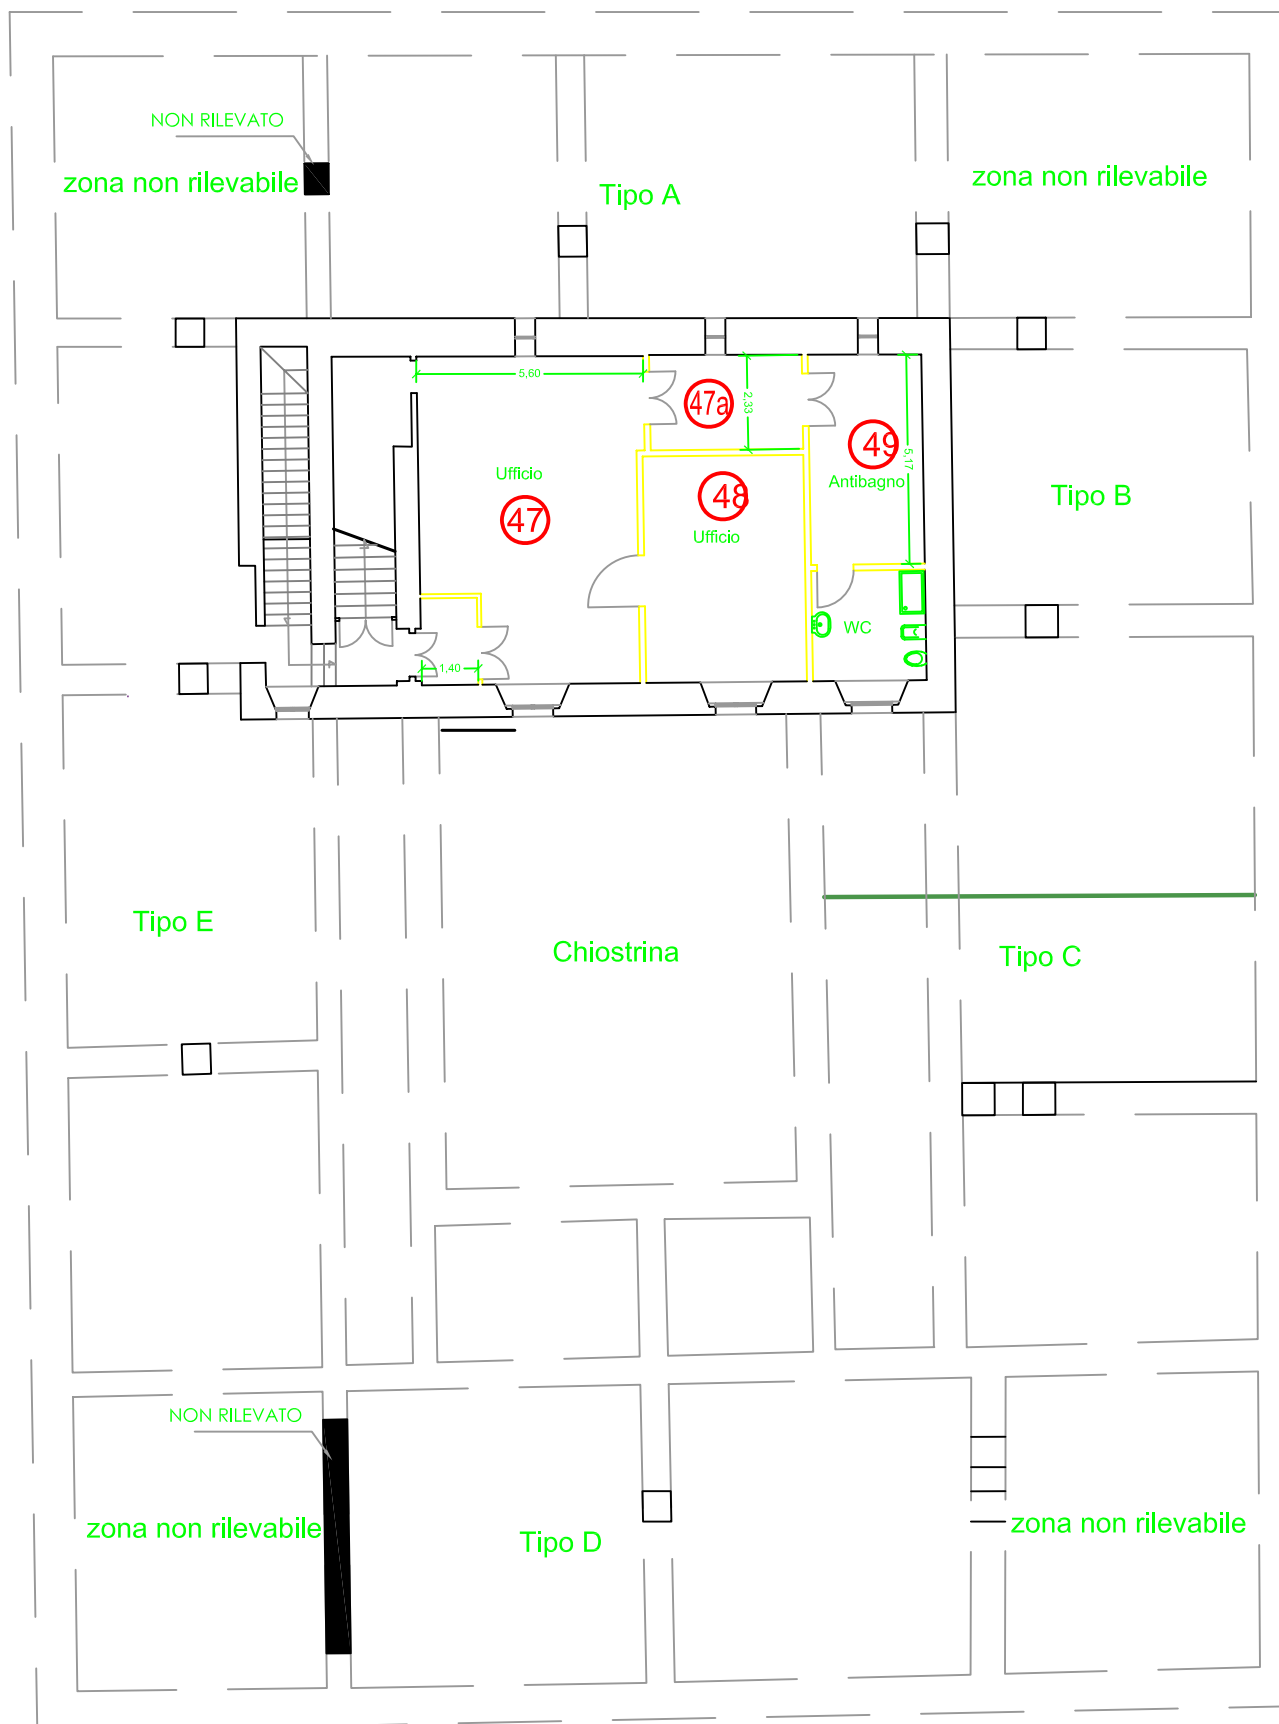 NON RILEVATO
zona non rilevabile
Tipo A
zona non rilevabile
5,60
47a
2,33
49
5,17
Ufficio
Antibagno
48
Tipo B
47
Ufficio
WC
1,40
Tipo E
Chiostrina
Tipo C
NON RILEVATO
zona non rilevabile
Tipo D
zona non rilevabile